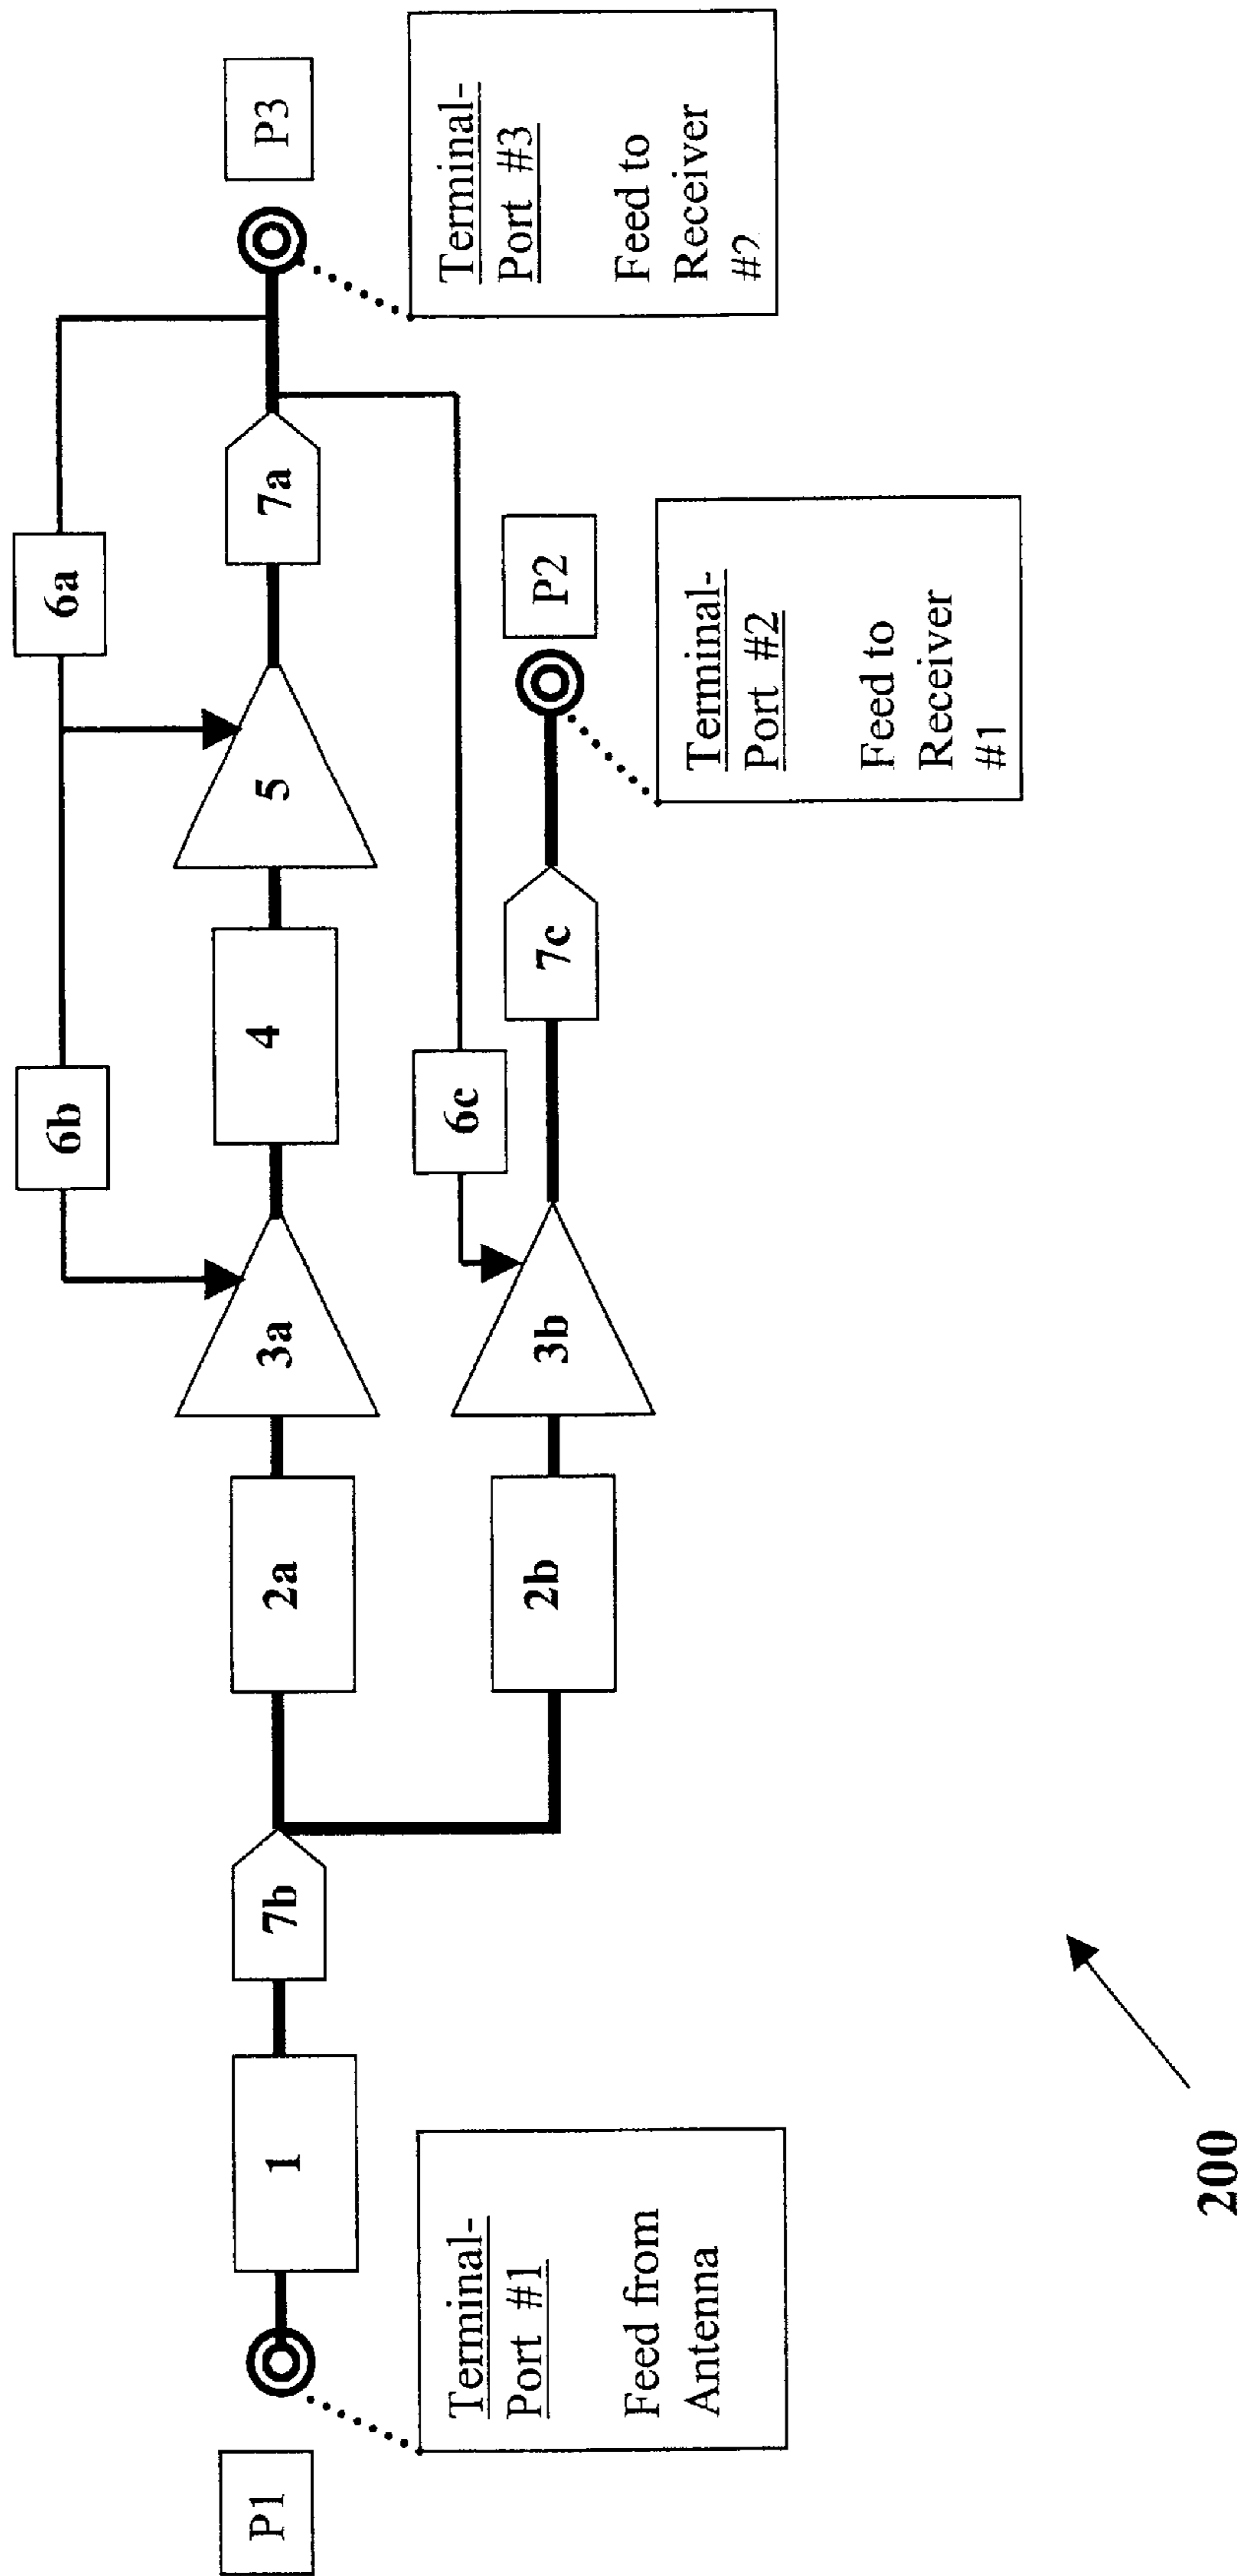 P1
Terminal-
Port #1
Feed from
Antenna
1
7b
2a
2b
3a
3b
6b
4
6c
5
6a
7a
7c
P2
Terminal-
Port #2
Feed to
Receiver
#1
P3
Terminal-
Port #3
Feed to
Receiver
#2
200